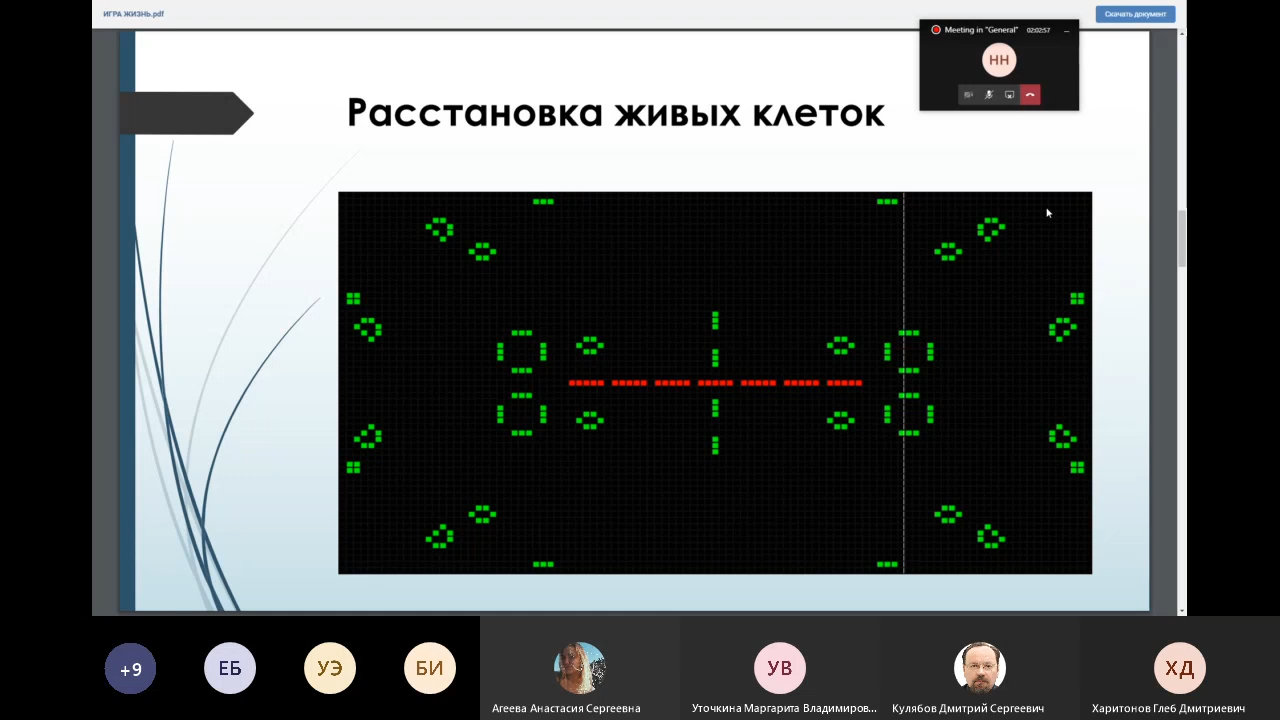 ИГРА ЖИЗНЬ.pdf
Скачать документ
Meeting in "General" 02:02:57
НН
Расстановка живых клеток
+9
ЕБ
УЭ
БИ
УВ
ХД
Агеева Анастасия Сергеевна
Уточкина Маргарита Владимиров...
Кулябов Дмитрий Сергеевич
Харитонов Глеб Дмитриевич